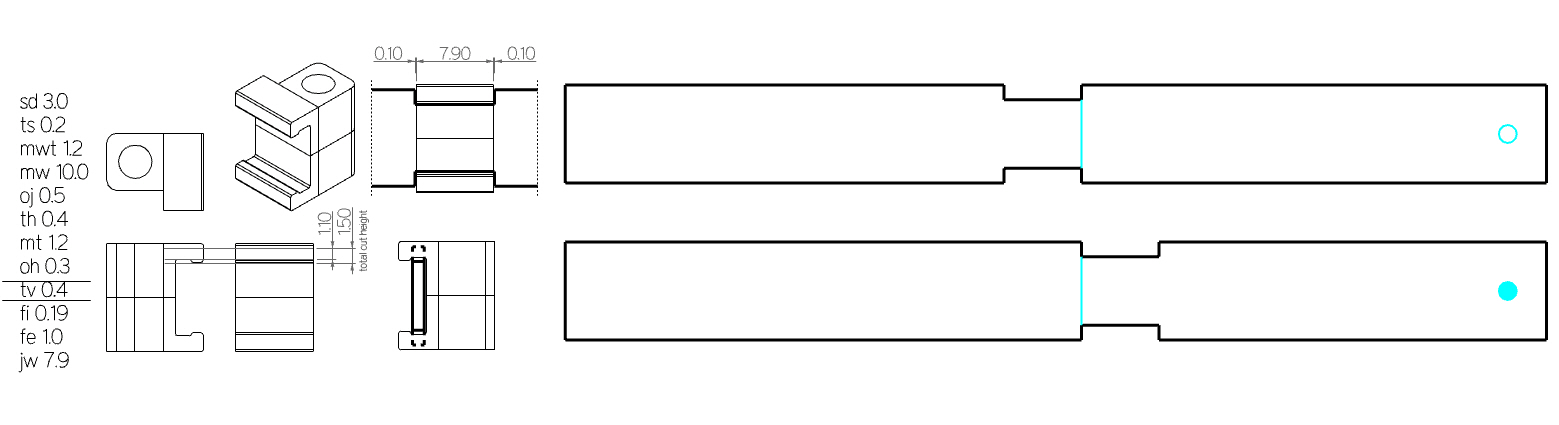 sd 3.0
ts 0.2
mwt 1.2
mw 10.0
oj 0.5
th 0.4
mt 1.2
oh 0.3
tv 0.4
fi 0.19
fe 1.0
jw 7.9
0.10 7.90 0.10
1.10
1.50
total cut height